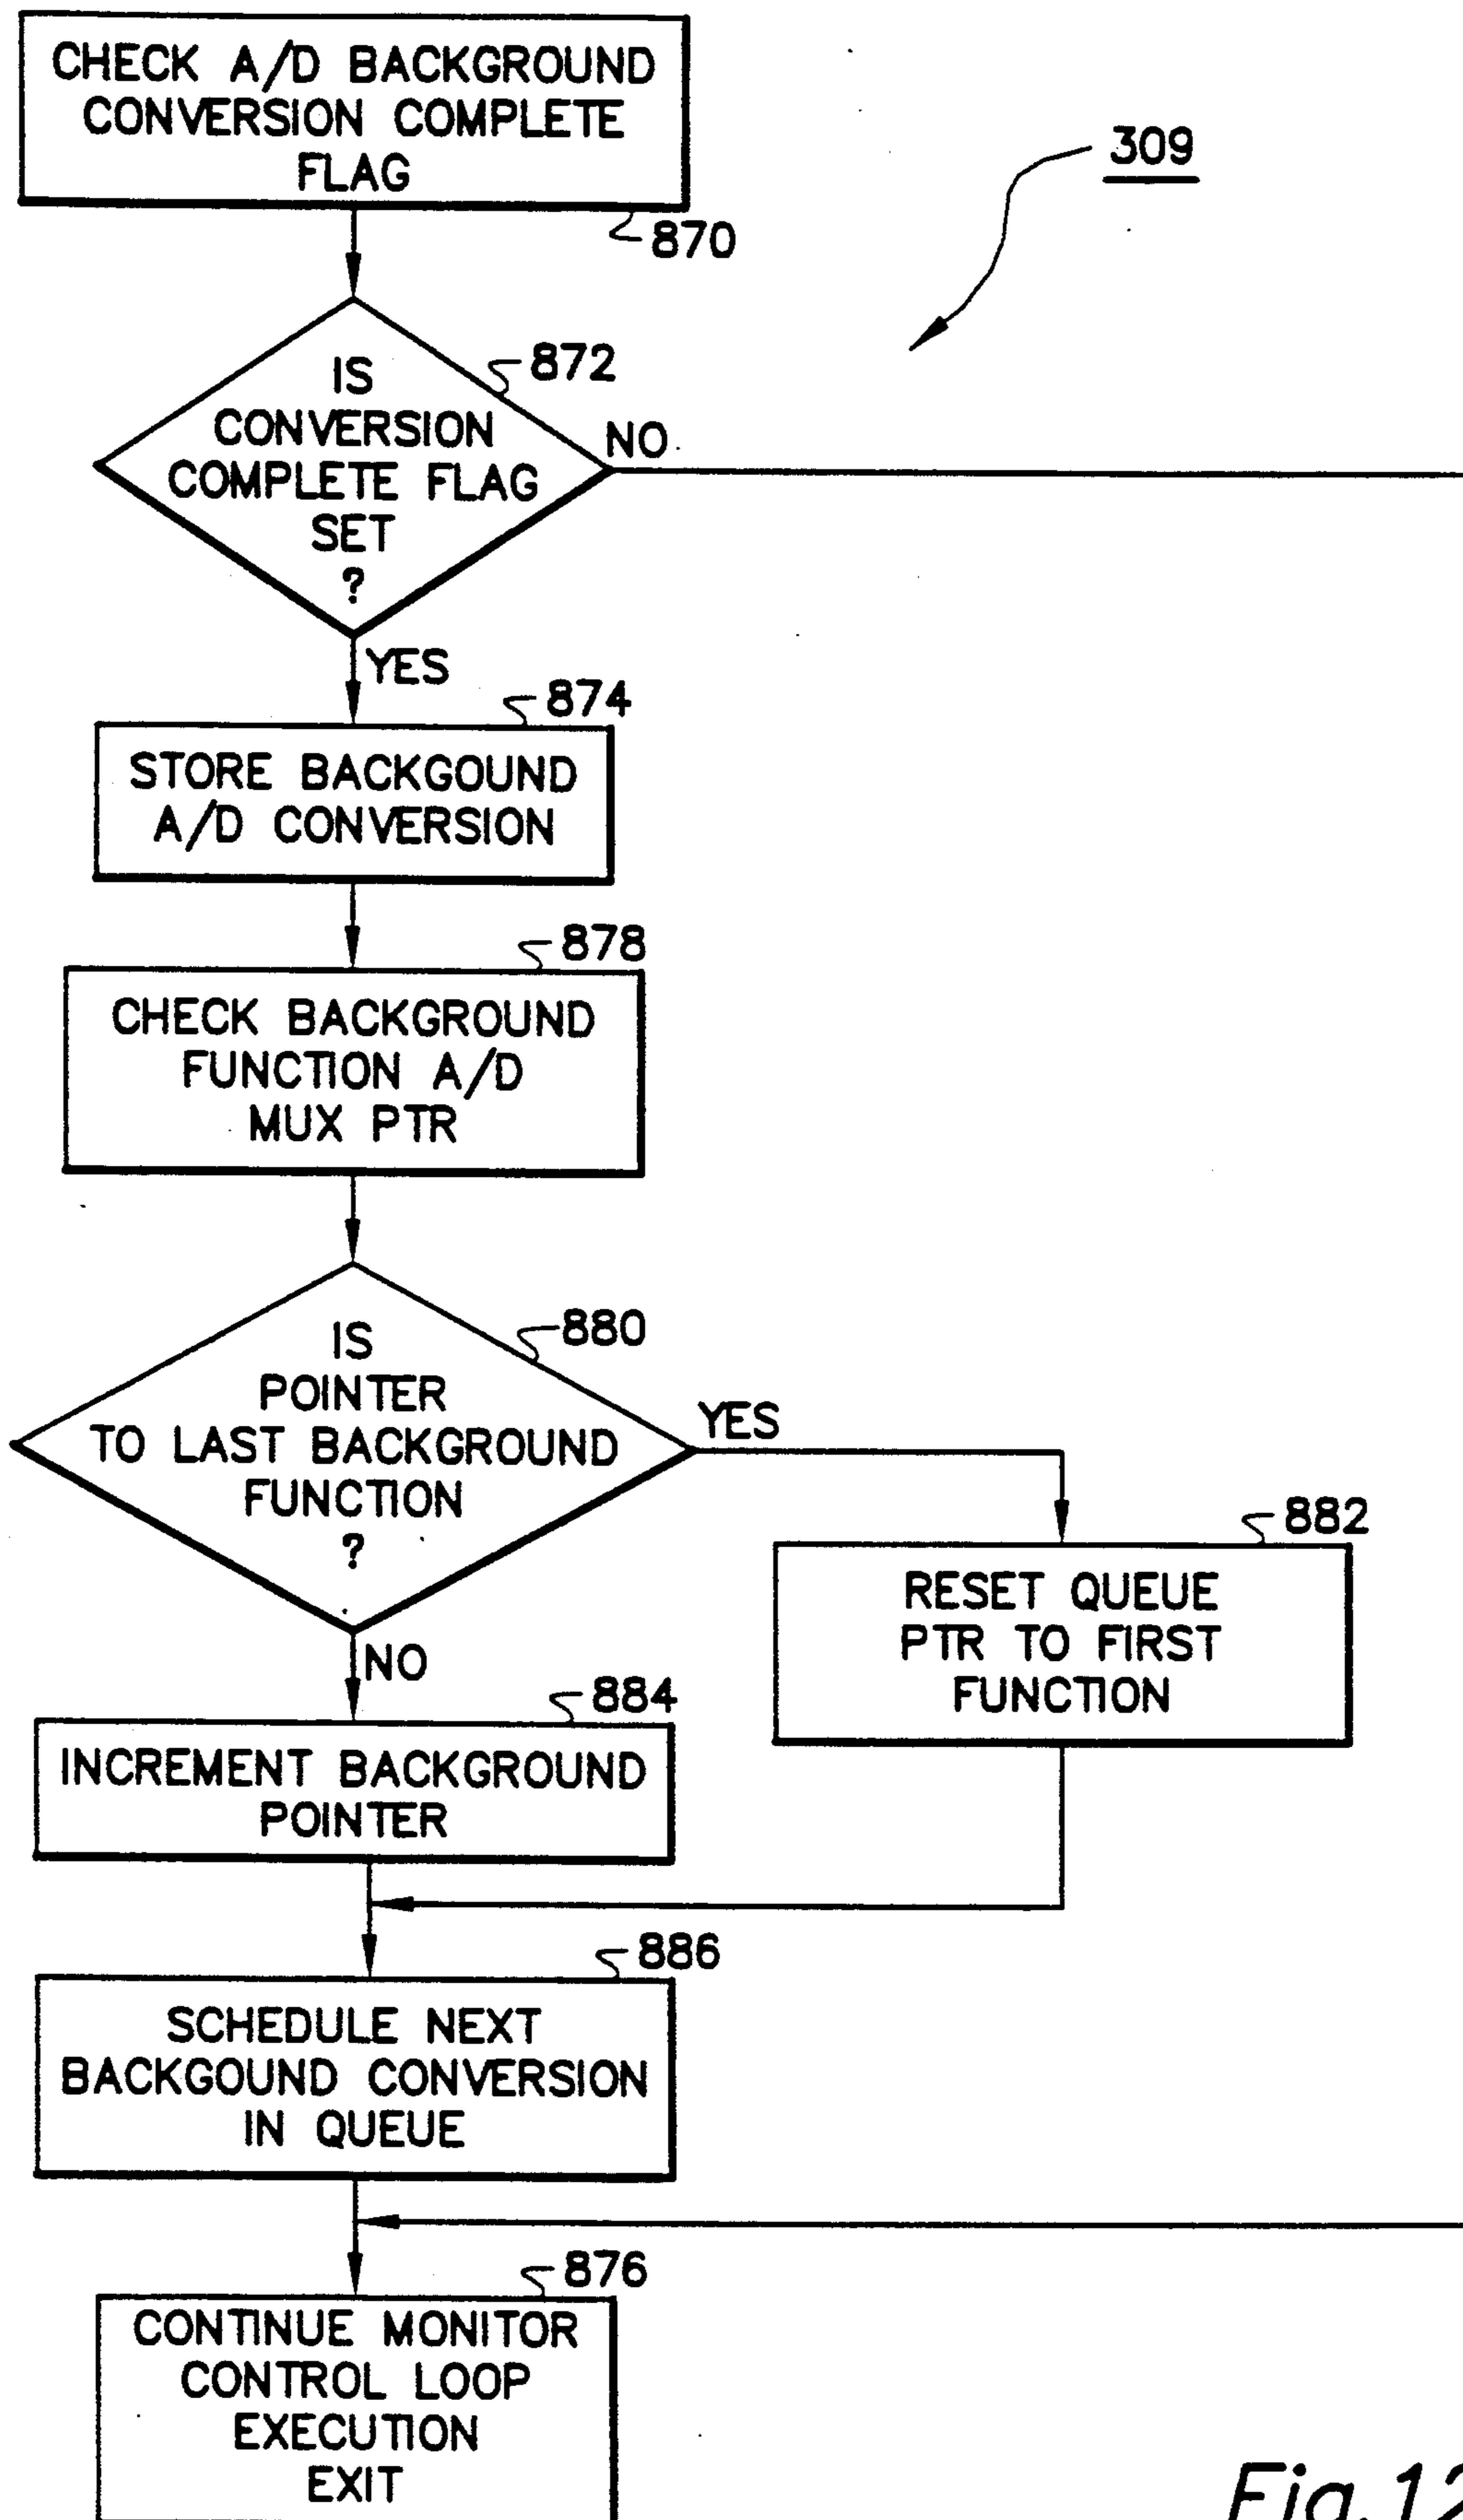 CHECK A/D BACKGROUND
CONVERSION COMPLETE
FLAG
870
309
IS
CONVERSION
COMPLETE FLAG
SET
?
872
NO
YES
874
STORE BACKGOUND
A/D CONVERSION
878
CHECK BACKGROUND
FUNCTION A/D
MUX PTR
IS
POINTER
TO LAST BACKGROUND
FUNCTION
?
880
YES
882
RESET QUEUE
PTR TO FIRST
FUNCTION
NO
884
INCREMENT BACKGROUND
POINTER
886
SCHEDULE NEXT
BACKGOUND CONVERSION
IN QUEUE
876
CONTINUE MONITOR
CONTROL LOOP
EXECUTION
EXIT
Fig.12